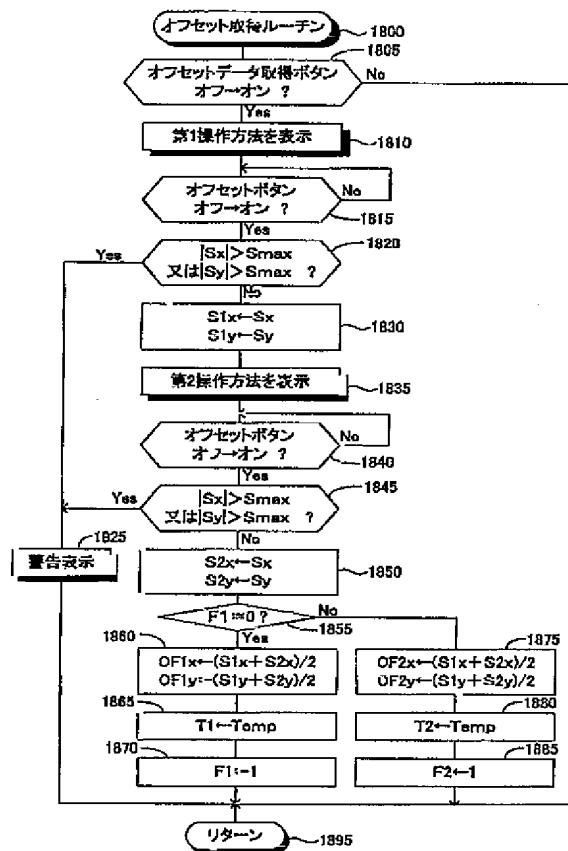 オフセット取得ルーチン
1800
1805
オフセットデータ取得ボタン
オフ→オン ?
No
Yes
第1操作方法を表示
1810
オフセットボタン
オフ→オン ?
No
1815
Yes
1820
Yes
|Sx|>Smax
又は|Sy|>Smax ?
No
S1x←Sx
S1y←Sy
1830
第2操作方法を表示
1835
オフセットボタン
オフ→オン ?
No
1840
Yes
1845
Yes
|Sx|>Smax
又は|Sy|>Smax ?
1825
No
警告表示
S2x←Sx
S2y←Sy
1850
F1=0 ?
No
1855
1860
Yes
1875
OF1x←(S1x+S2x)/2
OF1y←(S1y+S2y)/2
OF2x←(S1x+S2x)/2
OF2y←(S1y+S2y)/2
1865
1880
T1←Temp
T2←Temp
1870
1885
F1←1
F2←1
リターン
1895